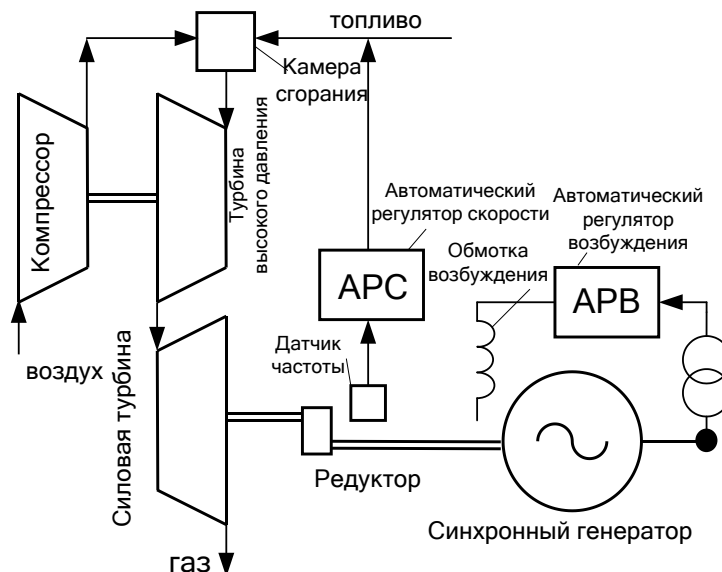 топливо
Камера
сгорания
Компрессор
Турбина
высокого давления
Автоматический
регулятор скорости
Автоматический
регулятор
возбуждения
Обмотка
возбуждения
АРС
АРВ
воздух
Датчик
частоты
Силовая турбина
Редуктор
Синхронный генератор
газ